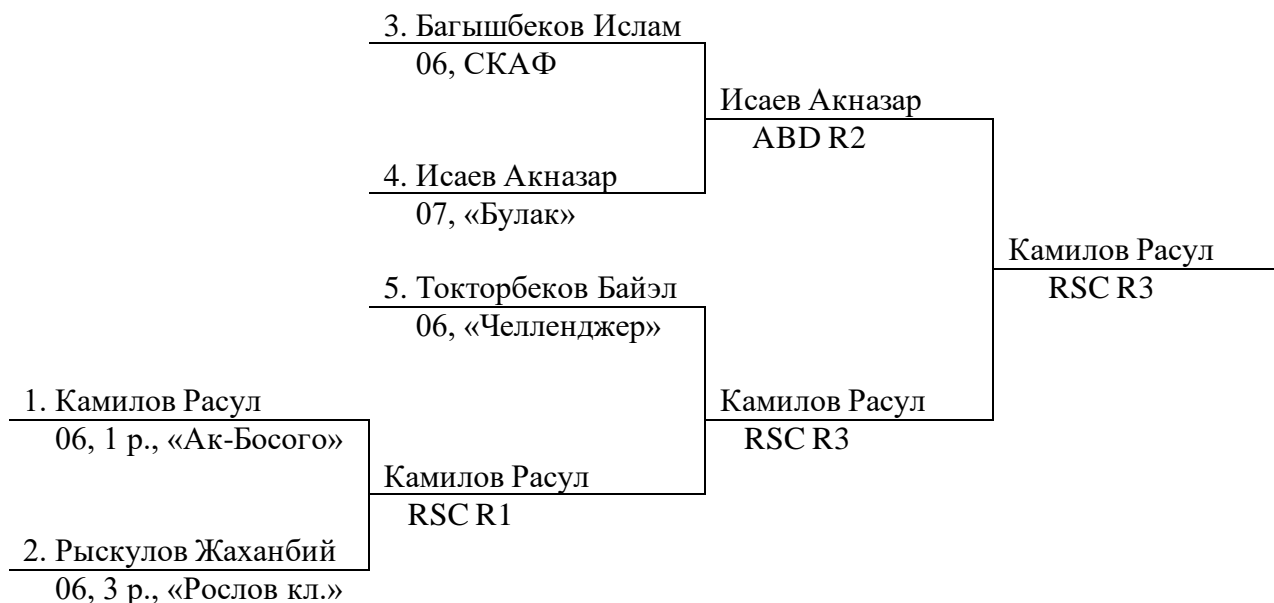 3. Багышбеков Ислам
06, СКАФ
Исаев Акназар
ABD R2
4. Исаев Акназар
07, «Булак»
Камилов Расул
RSC R3
5. Токторбеков Байэл
06, «Челленджер»
1. Камилов Расул
06, 1 р., «Ак-Босого»
Камилов Расул
RSC R3
Камилов Расул
RSC R1
2. Рыскулов Жаханбий
06, 3 р., «Рослов кл.»